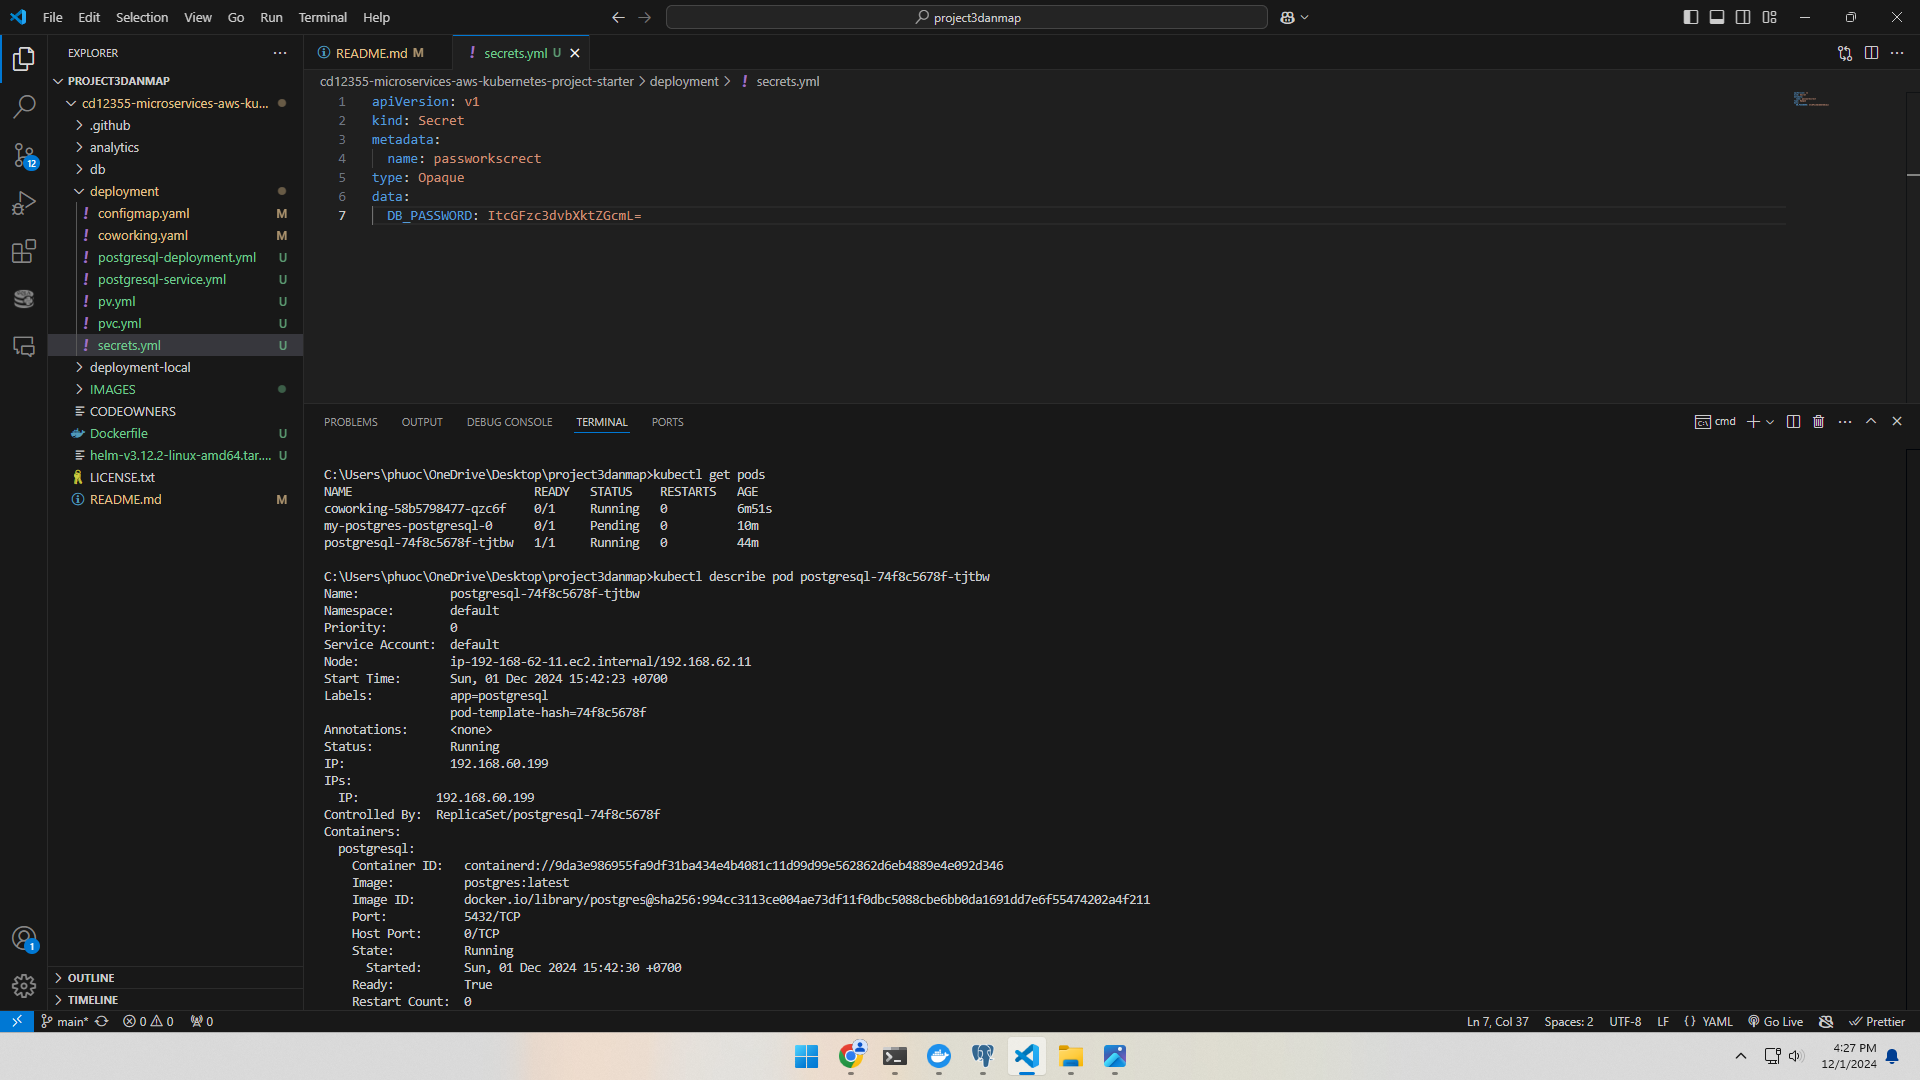 File Edit Selection View Go Run Terminal Help
project3danmap
EXPLORER
PROJECT3DANMAP
cd12355-microservices-aws-ku...
.github
analytics
db
deployment
configmap.yaml M
coworking.yaml M
postgresql-deployment.yml U
postgresql-service.yml U
pv.yml U
pvc.yml U
secrets.yml U
deployment-local
IMAGES
CODEOWNERS
Dockerfile U
helm-v3.12.2-linux-amd64.tar.... U
LICENSE.txt
README.md M
OUTLINE
TIMELINE
12
1
README.md M
secrets.yml U
cd12355-microservices-aws-kubernetes-project-starter > deployment > ! secrets.yml
1 apiVersion: v1
2 kind: Secret
3 metadata:
4 name: passworkscrect
5 type: Opaque
6 data:
7 DB_PASSWORD: ItcGFzc3dvbXktZGcmL=
PROBLEMS OUTPUT DEBUG CONSOLE TERMINAL PORTS
cmd
C:\Users\phuoc\OneDrive\Desktop\project3danmap>kubectl get pods
NAME READY STATUS RESTARTS AGE
coworking-58b5798477-qzc6f 0/1 Running 0 6m51s
my-postgres-postgresql-0 0/1 Pending 0 10m
postgresql-74f8c5678f-tjtbw 1/1 Running 0 44m
C:\Users\phuoc\OneDrive\Desktop\project3danmap>kubectl describe pod postgresql-74f8c5678f-tjtbw
Name: postgresql-74f8c5678f-tjtbw
Namespace: default
Priority: 0
Service Account: default
Node: ip-192-168-62-11.ec2.internal/192.168.62.11
Start Time: Sun, 01 Dec 2024 15:42:23 +0700
Labels: app=postgresql
pod-template-hash=74f8c5678f
Annotations: <none>
Status: Running
IP: 192.168.60.199
IPs:
IP: 192.168.60.199
Controlled By: ReplicaSet/postgresql-74f8c5678f
Containers:
postgresql:
Container ID: containerd://9da3e986955fa9df31ba434e4b4081c11d99d99e562862d6eb4889e4e092d346
Image: postgres:latest
Image ID: docker.io/library/postgres@sha256:994cc3113ce004ae73df11f0dbc5088cbe6bb0da1691dd7e6f55474202a4f211
Port: 5432/TCP
Host Port: 0/TCP
State: Running
Started: Sun, 01 Dec 2024 15:42:30 +0700
Ready: True
Restart Count: 0
main* 0 0 0
Ln 7, Col 37 Spaces: 2 UTF-8 LF {} YAML Go Live Prettier
4:27 PM
12/1/2024